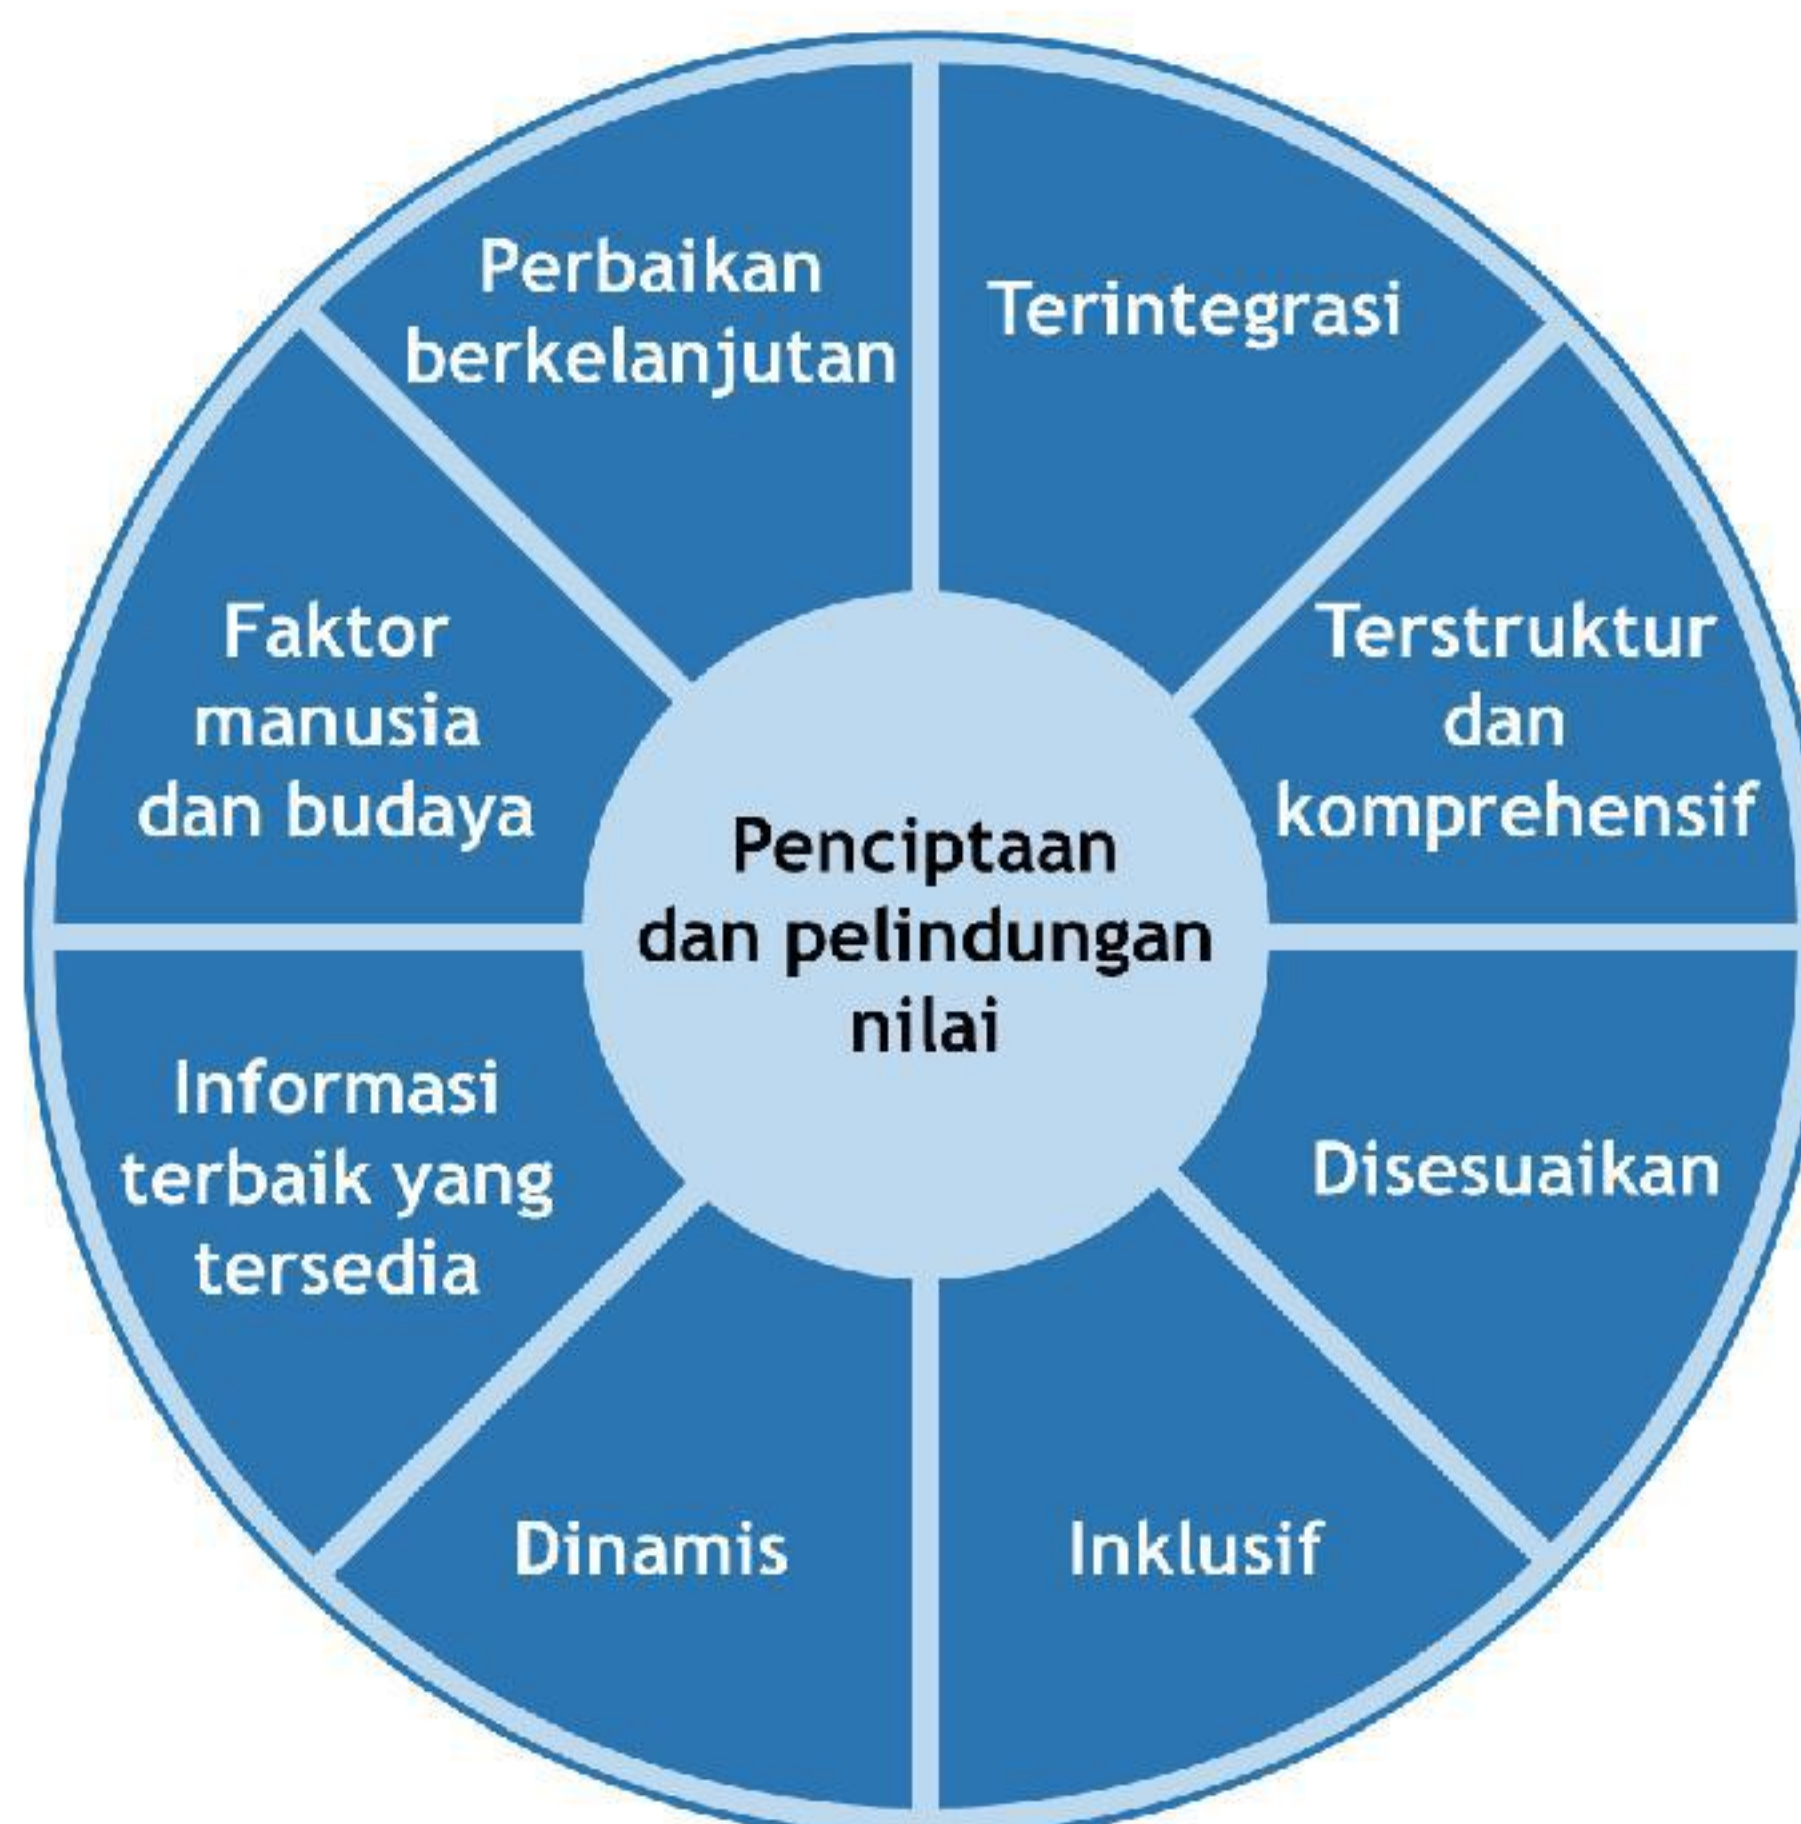 Perbaikan
berkelanjutan
Terintegrasi
Faktor
manusia
dan budaya
Terstruktur
dan
komprehensif
Penciptaan
dan pelindungan
nilai
Informasi
terbaik yang
tersedia
Disesuaikan
Dinamis
Inklusif